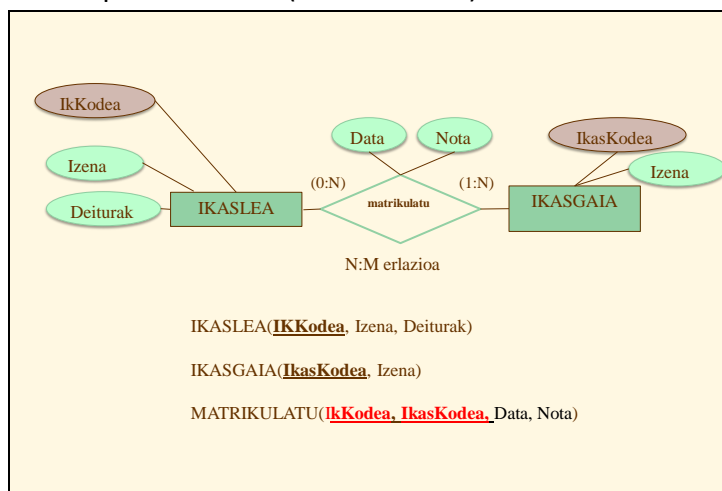 IkKodea
Data
Nota
IkasKodea
Izena
Izena
(0:N)
(1:N)
Deiturak
IKASLEA
matrikulatu
IKASGAIA
N:M erlazioa
IKASLEA(IKKodea, Izena, Deiturak)
IKASGAIA(IkasKodea, Izena)
MATRIKULATU(IkKodea, IkasKodea, Data, Nota)